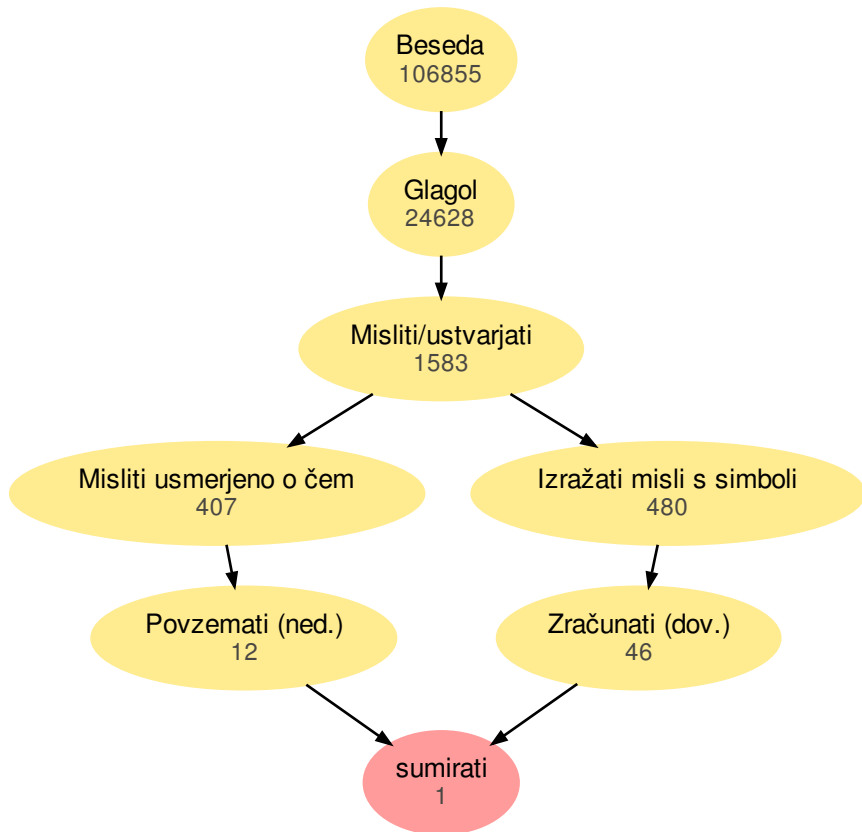 Beseda
106855
Glagol
24628
Misliti/ustvarjati
1583
Misliti usmerjeno o čem
407
Izražati misli s simboli
480
Povzemati (ned.)
12
Zračunati (dov.)
46
sumirati
1